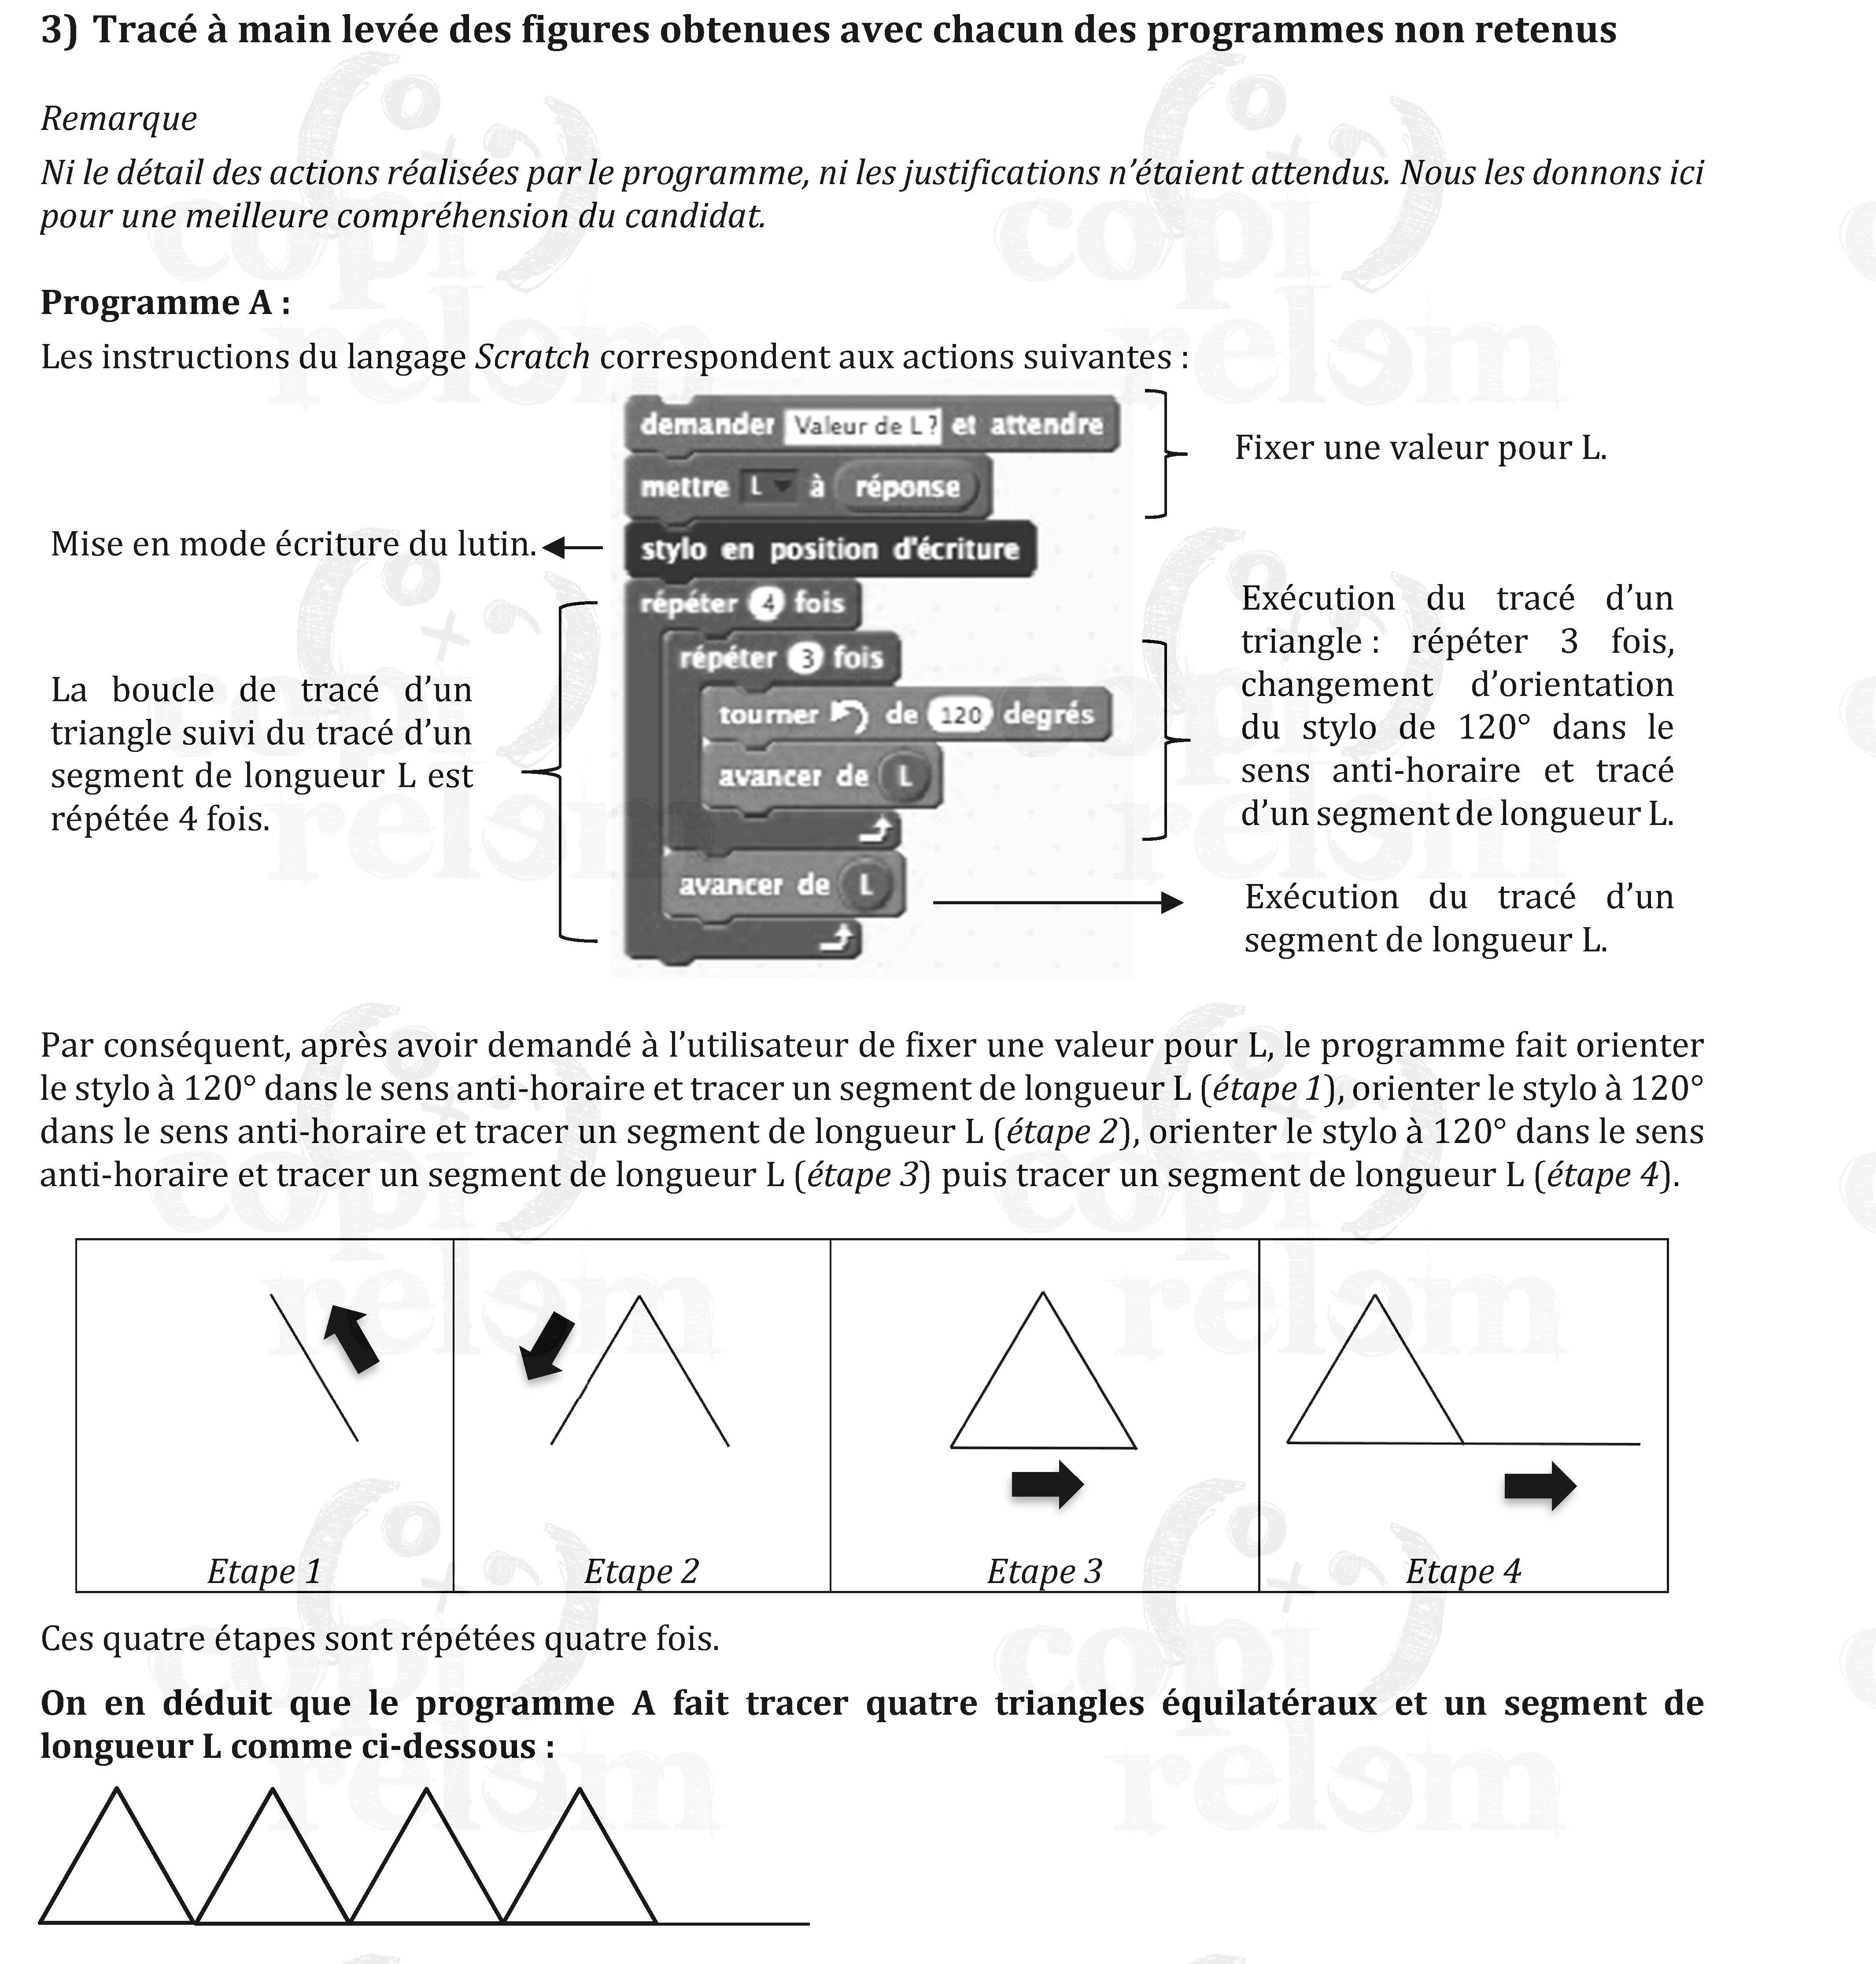 3) Tracé à main levée des figures obtenues avec chacun des programmes non retenus
Remarque
Ni le détail des actions réalisées par le programme, ni les justifications n'étaient attendus. Nous les donnons ici
pour une meilleure compréhension du candidat.
Programme A :
Les instructions du langage Scratch correspondent aux actions suivantes :
demander Valeur de L ? et attendre
mettre L à réponse
Fixer une valeur pour L.
Mise en mode écriture du lutin.
stylo en position d'écriture
répéter 4 fois
répéter 3 fois
tourner de 120 degrés
avancer de L
avancer de L
La boucle de tracé d'un
triangle suivi du tracé d'un
segment de longueur L est
répétée 4 fois.
Exécution du tracé d'un
triangle : répéter 3 fois,
changement d'orientation
du stylo de 120° dans le
sens anti-horaire et tracé
d'un segment de longueur L.
Exécution du tracé d'un
segment de longueur L.
Par conséquent, après avoir demandé à l'utilisateur de fixer une valeur pour L, le programme fait orienter
le stylo à 120° dans le sens anti-horaire et tracer un segment de longueur L (étape 1), orienter le stylo à 120°
dans le sens anti-horaire et tracer un segment de longueur L (étape 2), orienter le stylo à 120° dans le sens
anti-horaire et tracer un segment de longueur L (étape 3) puis tracer un segment de longueur L (étape 4).
Etape 1
Etape 2
Etape 3
Etape 4
Ces quatre étapes sont répétées quatre fois.
On en déduit que le programme A fait tracer quatre triangles équilatéraux et un segment de
longueur L comme ci-dessous :